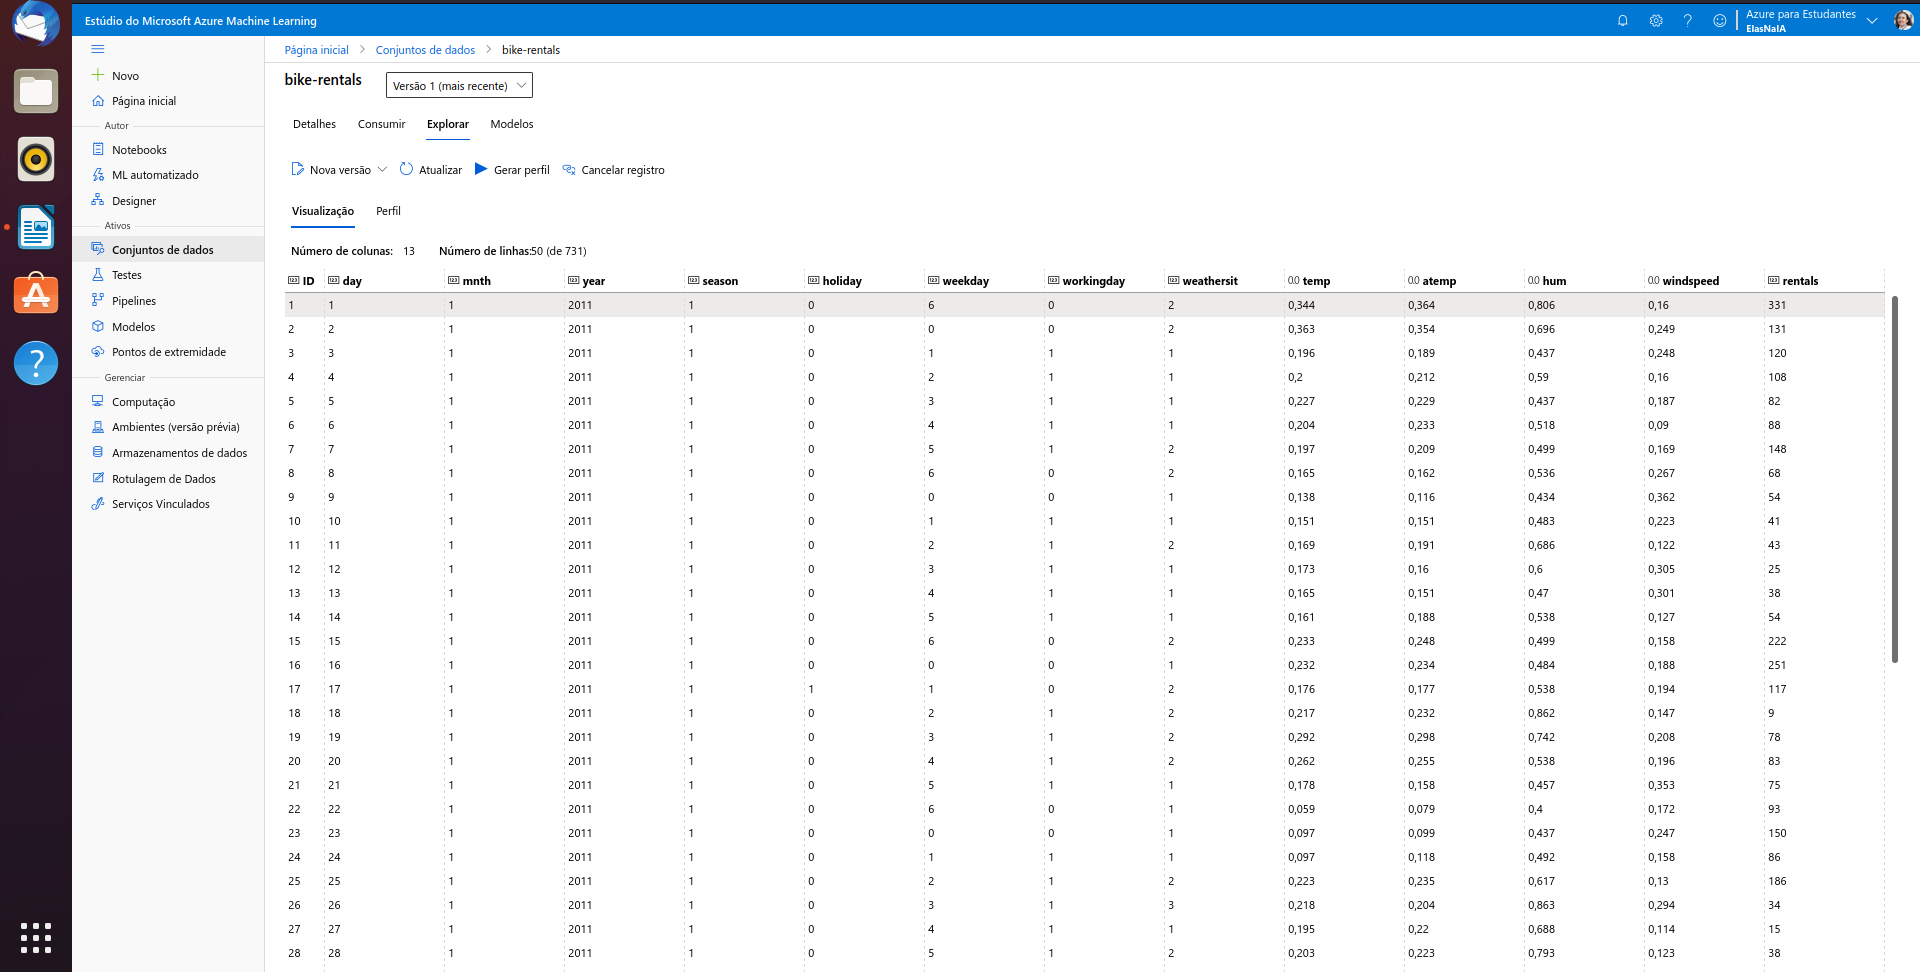 Estúdio do Microsoft Azure Machine Learning
Azure para Estudantes
ElasNaIA
Novo
Página inicial
Autor
Notebooks
ML automatizado
Designer
Ativos
Conjuntos de dados
Testes
Pipelines
Modelos
Pontos de extremidade
Gerenciar
Computação
Ambientes (versão prévia)
Armazenamentos de dados
Rotulagem de Dados
Serviços Vinculados
Página inicial > Conjuntos de dados > bike-rentals
bike-rentals Versão 1 (mais recente)
Detalhes Consumir Explorar Modelos
Nova versão Atualizar Gerar perfil Cancelar registro
Visualização Perfil
Número de colunas: 13 Número de linhas:50 (de 731)
ID day mnth year season holiday weekday workingday weathersit temp atemp hum windspeed rentals
1 1 1 2011 1 0 6 0 2 0,344 0,364 0,806 0,16 331
2 2 1 2011 1 0 0 0 2 0,363 0,354 0,696 0,249 131
3 3 1 2011 1 0 1 1 1 0,196 0,189 0,437 0,248 120
4 4 1 2011 1 0 2 1 1 0,2 0,212 0,59 0,16 108
5 5 1 2011 1 0 3 1 1 0,227 0,229 0,437 0,187 82
6 6 1 2011 1 0 4 1 1 0,204 0,233 0,518 0,09 88
7 7 1 2011 1 0 5 1 2 0,197 0,209 0,499 0,169 148
8 8 1 2011 1 0 6 0 2 0,165 0,162 0,536 0,267 68
9 9 1 2011 1 0 0 0 1 0,138 0,116 0,434 0,362 54
10 10 1 2011 1 0 1 1 1 0,151 0,151 0,483 0,223 41
11 11 1 2011 1 0 2 1 2 0,169 0,191 0,686 0,122 43
12 12 1 2011 1 0 3 1 1 0,173 0,16 0,6 0,305 25
13 13 1 2011 1 0 4 1 1 0,165 0,151 0,47 0,301 38
14 14 1 2011 1 0 5 1 1 0,161 0,188 0,538 0,127 54
15 15 1 2011 1 0 6 0 2 0,233 0,248 0,499 0,158 222
16 16 1 2011 1 0 0 0 1 0,232 0,234 0,484 0,188 251
17 17 1 2011 1 1 1 0 2 0,176 0,177 0,538 0,194 117
18 18 1 2011 1 0 2 1 2 0,217 0,232 0,862 0,147 9
19 19 1 2011 1 0 3 1 2 0,292 0,298 0,742 0,208 78
20 20 1 2011 1 0 4 1 2 0,262 0,255 0,538 0,196 83
21 21 1 2011 1 0 5 1 1 0,178 0,158 0,457 0,353 75
22 22 1 2011 1 0 6 0 1 0,059 0,079 0,4 0,172 93
23 23 1 2011 1 0 0 0 1 0,097 0,099 0,437 0,247 150
24 24 1 2011 1 0 1 1 1 0,097 0,118 0,492 0,158 86
25 25 1 2011 1 0 2 1 2 0,223 0,235 0,617 0,13 186
26 26 1 2011 1 0 3 1 3 0,218 0,204 0,863 0,294 34
27 27 1 2011 1 0 4 1 1 0,195 0,22 0,688 0,114 15
28 28 1 2011 1 0 5 1 2 0,203 0,223 0,793 0,123 38